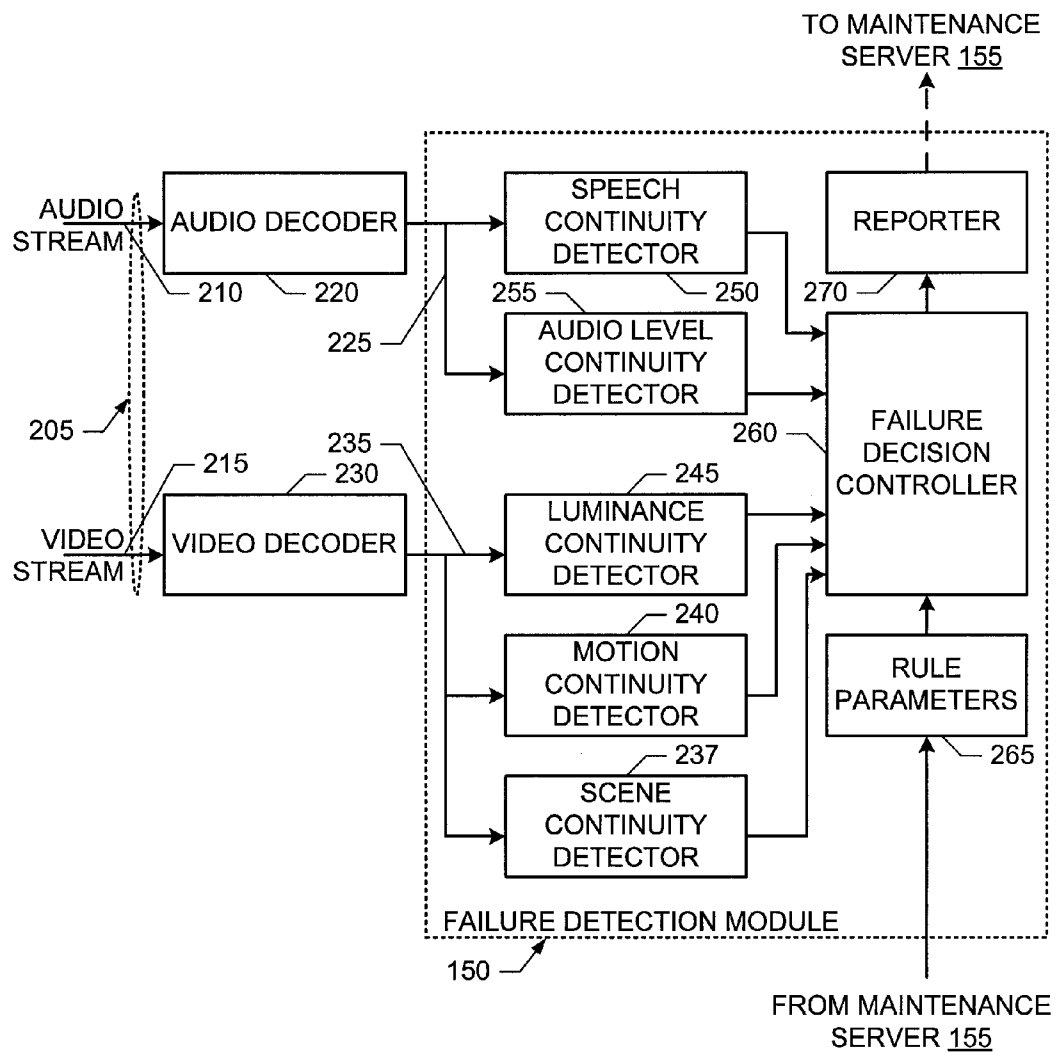 TO MAINTENANCE
SERVER 155
AUDIO
STREAM
AUDIO DECODER
SPEECH
CONTINUITY
DETECTOR
REPORTER
210
220
255
250
270
225
AUDIO LEVEL
CONTINUITY
DETECTOR
205
260
FAILURE
DECISION
CONTROLLER
215
230
235
245
VIDEO
STREAM
VIDEO DECODER
LUMINANCE
CONTINUITY
DETECTOR
240
MOTION
CONTINUITY
DETECTOR
RULE
PARAMETERS
237
265
SCENE
CONTINUITY
DETECTOR
FAILURE DETECTION MODULE
150
FROM MAINTENANCE
SERVER 155